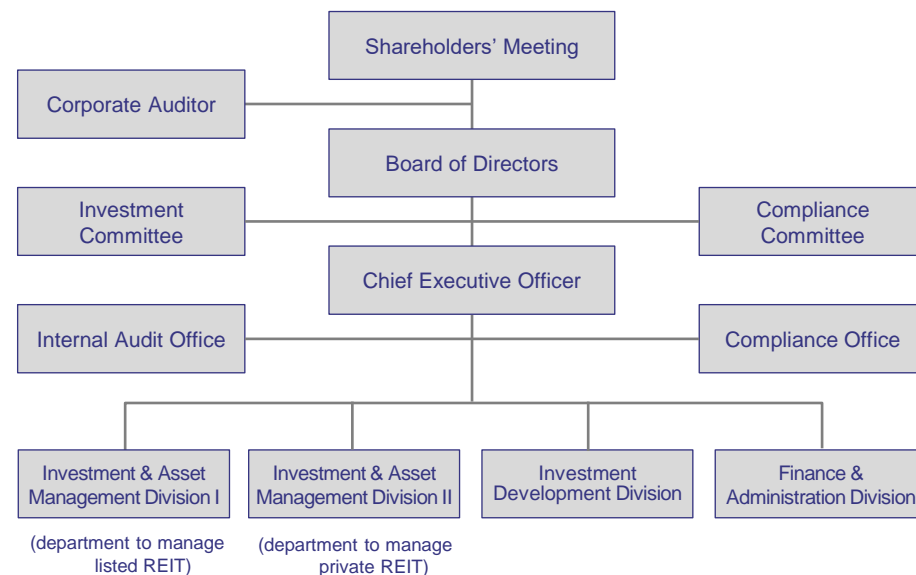 Shareholders’ Meeting
Corporate Auditor
Board of Directors
Investment
Committee
Compliance
Committee
Chief Executive Officer
Internal Audit Office
Compliance Office
Investment & Asset
Management Division I
Investment & Asset
Management Division II
Investment
Development Division
Finance &
Administration Division
(department to manage
listed REIT)
(department to manage
private REIT)